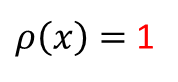 ρ(x) = 1